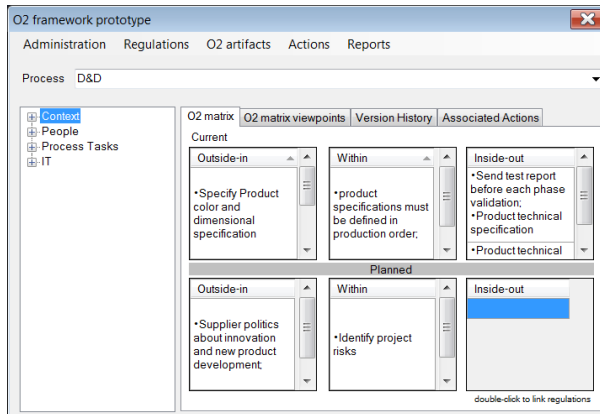 O2 framework prototype
Administration Regulations O2 artifacts Actions Reports
Process D&D
Context
People
Process Tasks
IT
O2 matrix O2 matrix viewpoints Version History Associated Actions
Current
Outside-in
•Specify Product
color and
dimensional
specification
Within
•product
specifications must
be defined in
production order;
Inside-out
•Send test report
before each phase
validation;
•Product technical
specification
•Product technical
Planned
Outside-in
•Supplier politics
about innovation
and new product
development;
Within
•Identify project
risks
Inside-out
double-click to link regulations